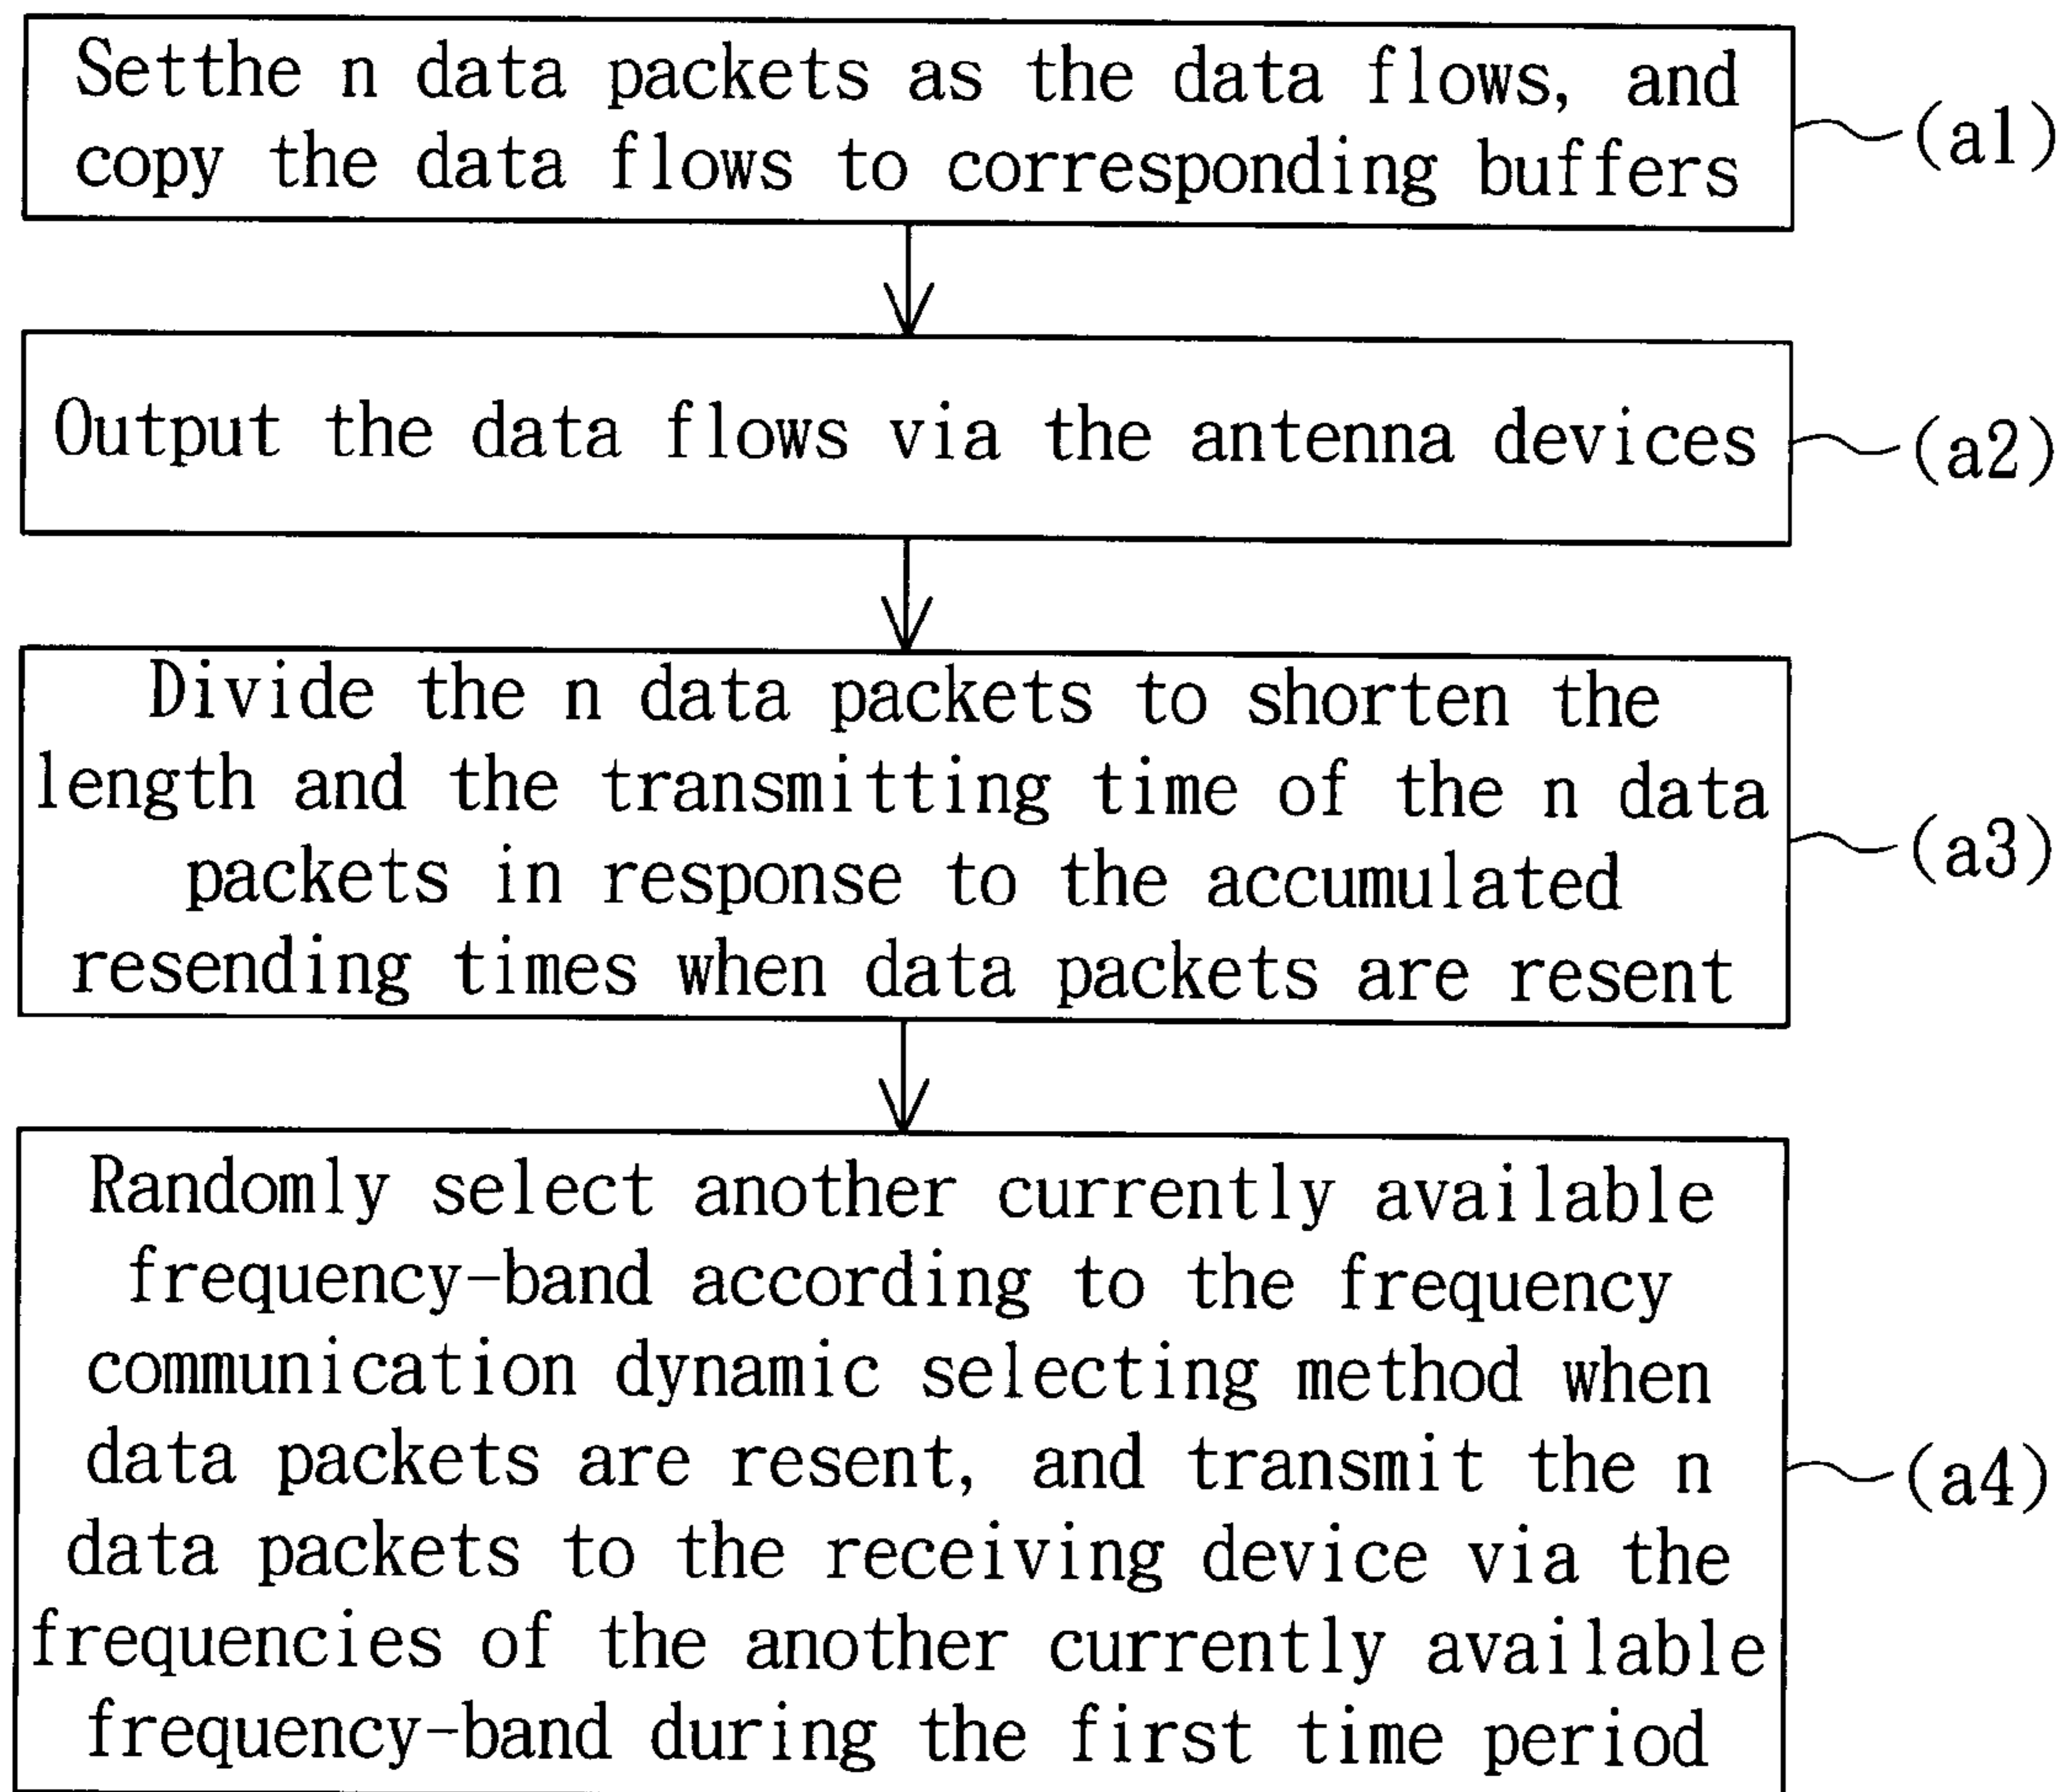 Setthe n data packets as the data flows, and
copy the data flows to corresponding buffers
(a1)
Output the data flows via the antenna devices
(a2)
Divide the n data packets to shorten the
length and the transmitting time of the n data
packets in response to the accumulated
resending times when data packets are resent
(a3)
Randomly select another currently available
frequency-band according to the frequency
communication dynamic selecting method when
data packets are resent, and transmit the n
data packets to the receiving device via the
frequencies of the another currently available
frequency-band during the first time period
(a4)